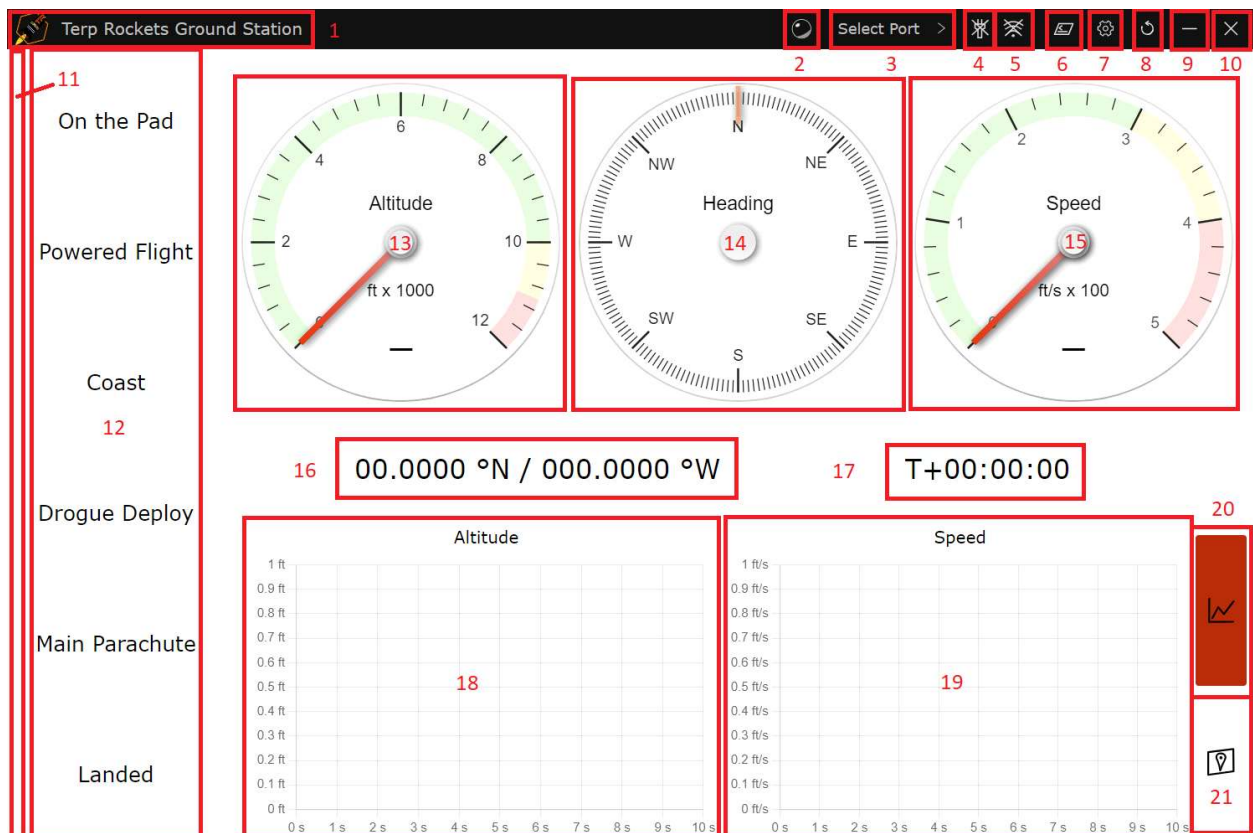 Terp Rockets Ground Station
1
Select Port >
2
3
4
5
6
7
8
9
10
11
On the Pad
Powered Flight
Coast
12
Drogue Deploy
Main Parachute
Landed
Altitude
13
ft x 1000
0
2
4
6
8
10
12
Heading
14
N
NE
E
SE
S
SW
W
NW
Speed
15
ft/s x 100
0
1
2
3
4
5
16
00.0000 °N / 000.0000 °W
17
T+00:00:00
Altitude
1 ft
0.9 ft
0.8 ft
0.7 ft
0.6 ft
0.5 ft
0.4 ft
0.3 ft
0.2 ft
0.1 ft
0 ft
0 s 1 s 2 s 3 s 4 s 5 s 6 s 7 s 8 s 9 s 10 s
18
Speed
1 ft/s
0.9 ft/s
0.8 ft/s
0.7 ft/s
0.6 ft/s
0.5 ft/s
0.4 ft/s
0.3 ft/s
0.2 ft/s
0.1 ft/s
0 ft/s
0 s 1 s 2 s 3 s 4 s 5 s 6 s 7 s 8 s 9 s 10 s
19
20
21